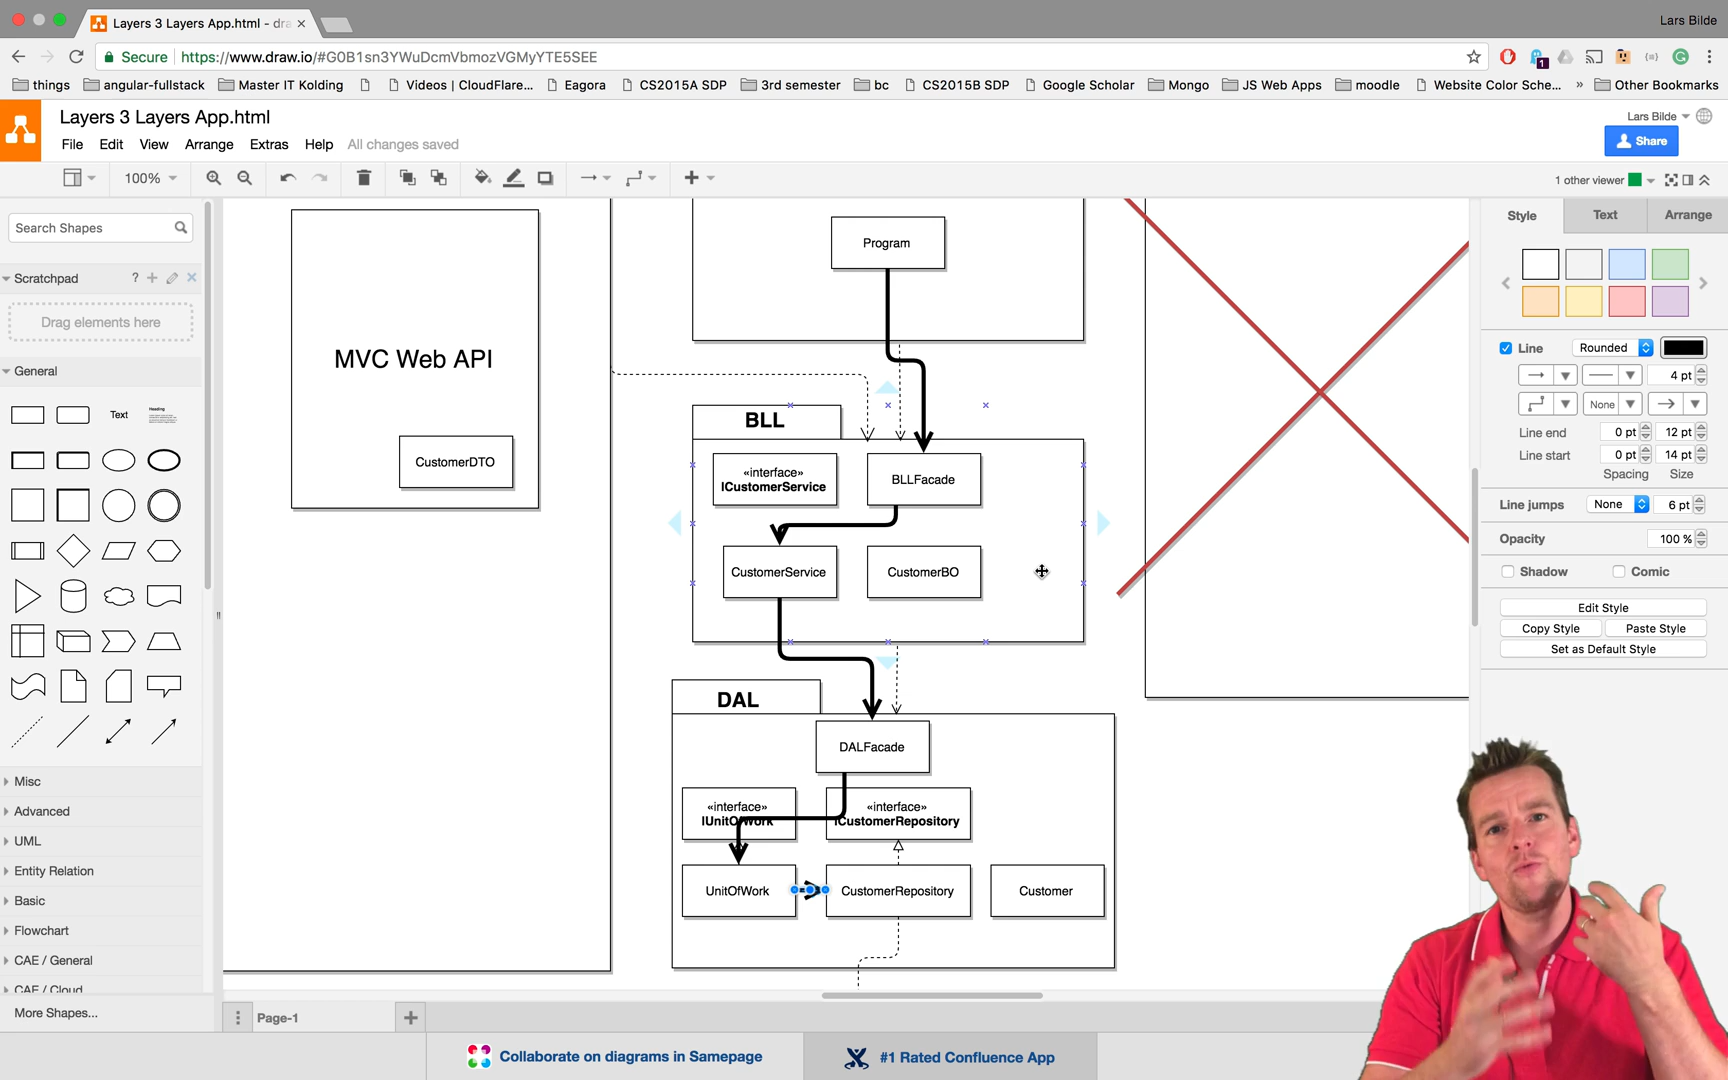 Layers 3 Layers App.html - dra
Lars Bilde
Secure
https://www.draw.io/#G0B1sn3YWuDcmVbmozVGMyYTE5SEE
1
things
angular-fullstack
Master IT Kolding
Videos | CloudFlare...
Eagora
CS2015A SDP
3rd semester
bc
CS2015B SDP
Google Scholar
Mongo
JS Web Apps
moodle
Website Color Sche...
»
Other Bookmarks
Layers 3 Layers App.html
Lars Bilde
File
Edit
View
Arrange
Extras
Help
All changes saved
Share
100%
1 other viewer
Search Shapes
Scratchpad
?
Drag elements here
General
Text
Heading
Misc
Advanced
UML
Entity Relation
Basic
Flowchart
CAE / General
CAE / Cloud
More Shapes...
MVC Web API
CustomerDTO
Program
BLL
«interface»
ICustomerService
BLLFacade
CustomerService
CustomerBO
DAL
DALFacade
«interface»
IUnitOfWork
«interface»
ICustomerRepository
UnitOfWork
CustomerRepository
Customer
Style
Text
Arrange
Line
Rounded
4 pt
None
Line end
0 pt
12 pt
Line start
0 pt
14 pt
Spacing
Size
Line jumps
None
6 pt
Opacity
100 %
Shadow
Comic
Edit Style
Copy Style
Paste Style
Set as Default Style
Page-1
Collaborate on diagrams in Samepage
#1 Rated Confluence App